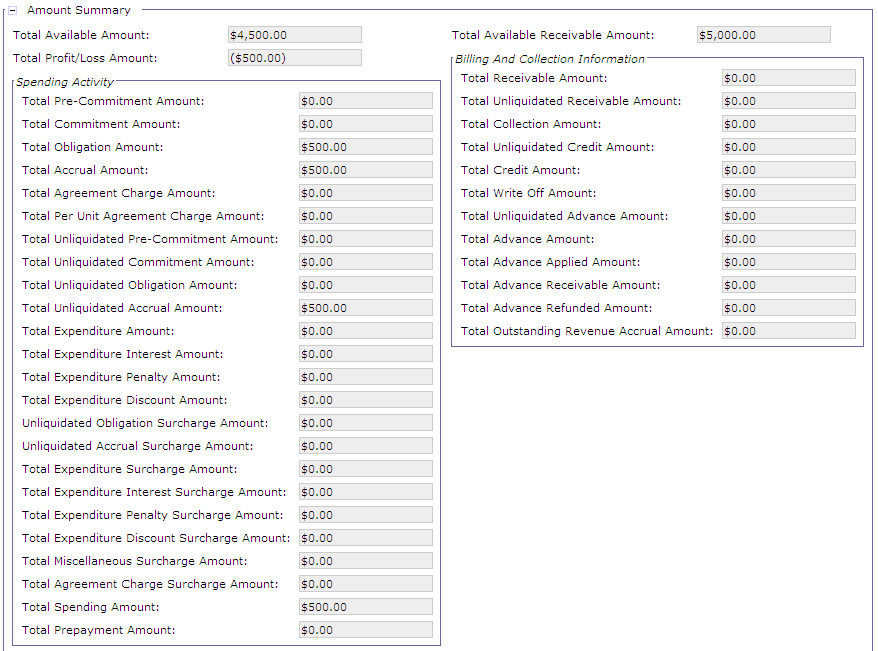 Amount Summary
Total Available Amount: $4,500.00
Total Profit/Loss Amount: ($500.00)
Spending Activity
Total Pre-Commitment Amount: $0.00
Total Commitment Amount: $0.00
Total Obligation Amount: $500.00
Total Accrual Amount: $500.00
Total Agreement Charge Amount: $0.00
Total Per Unit Agreement Charge Amount: $0.00
Total Unliquidated Pre-Commitment Amount: $0.00
Total Unliquidated Commitment Amount: $0.00
Total Unliquidated Obligation Amount: $0.00
Total Unliquidated Accrual Amount: $500.00
Total Expenditure Amount: $0.00
Total Expenditure Interest Amount: $0.00
Total Expenditure Penalty Amount: $0.00
Total Expenditure Discount Amount: $0.00
Unliquidated Obligation Surcharge Amount: $0.00
Unliquidated Accrual Surcharge Amount: $0.00
Total Expenditure Surcharge Amount: $0.00
Total Expenditure Interest Surcharge Amount: $0.00
Total Expenditure Penalty Surcharge Amount: $0.00
Total Expenditure Discount Surcharge Amount: $0.00
Total Miscellaneous Surcharge Amount: $0.00
Total Agreement Charge Surcharge Amount: $0.00
Total Spending Amount: $500.00
Total Prepayment Amount: $0.00
Total Available Receivable Amount: $5,000.00
Billing And Collection Information
Total Receivable Amount: $0.00
Total Unliquidated Receivable Amount: $0.00
Total Collection Amount: $0.00
Total Unliquidated Credit Amount: $0.00
Total Credit Amount: $0.00
Total Write Off Amount: $0.00
Total Unliquidated Advance Amount: $0.00
Total Advance Amount: $0.00
Total Advance Applied Amount: $0.00
Total Advance Receivable Amount: $0.00
Total Advance Refunded Amount: $0.00
Total Outstanding Revenue Accrual Amount: $0.00